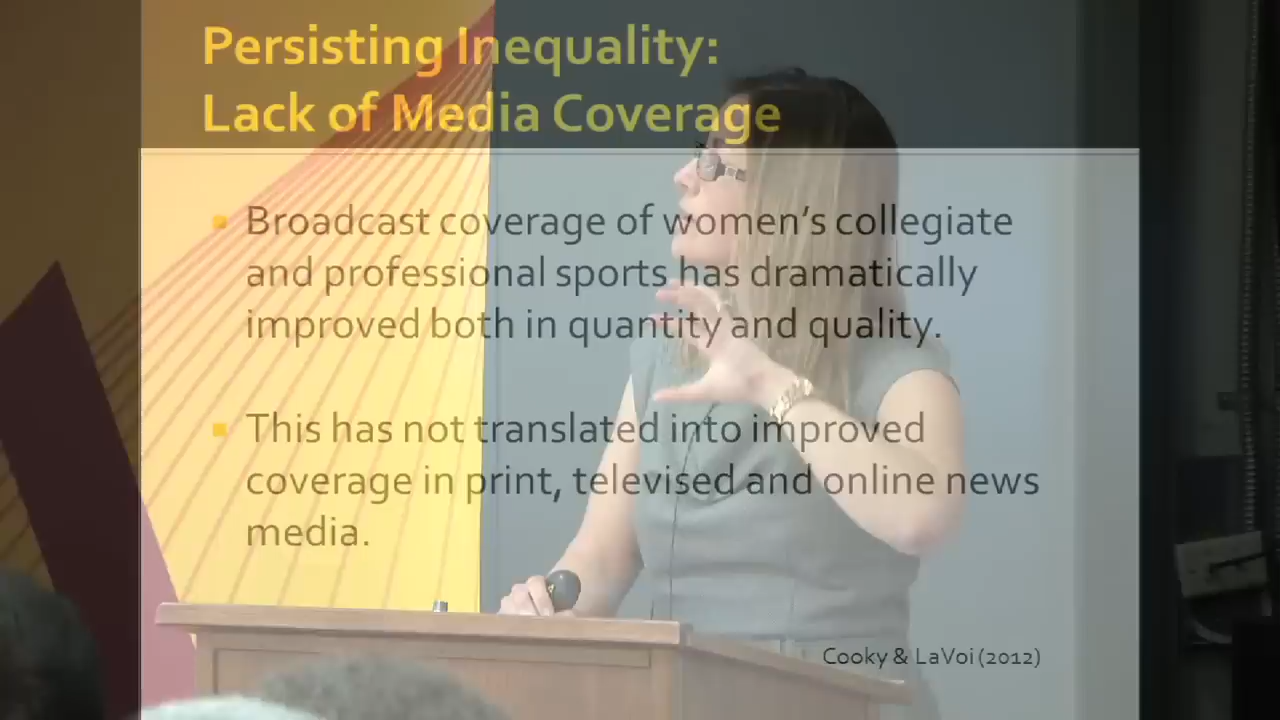 Persisting Inequality:
Lack of Media Coverage
Broadcast coverage of women's collegiate
and professional sports has dramatically
improved both in quantity and quality.
This has not translated into improved
coverage in print, televised and online news
media.
Cooky & LaVoi (2012)